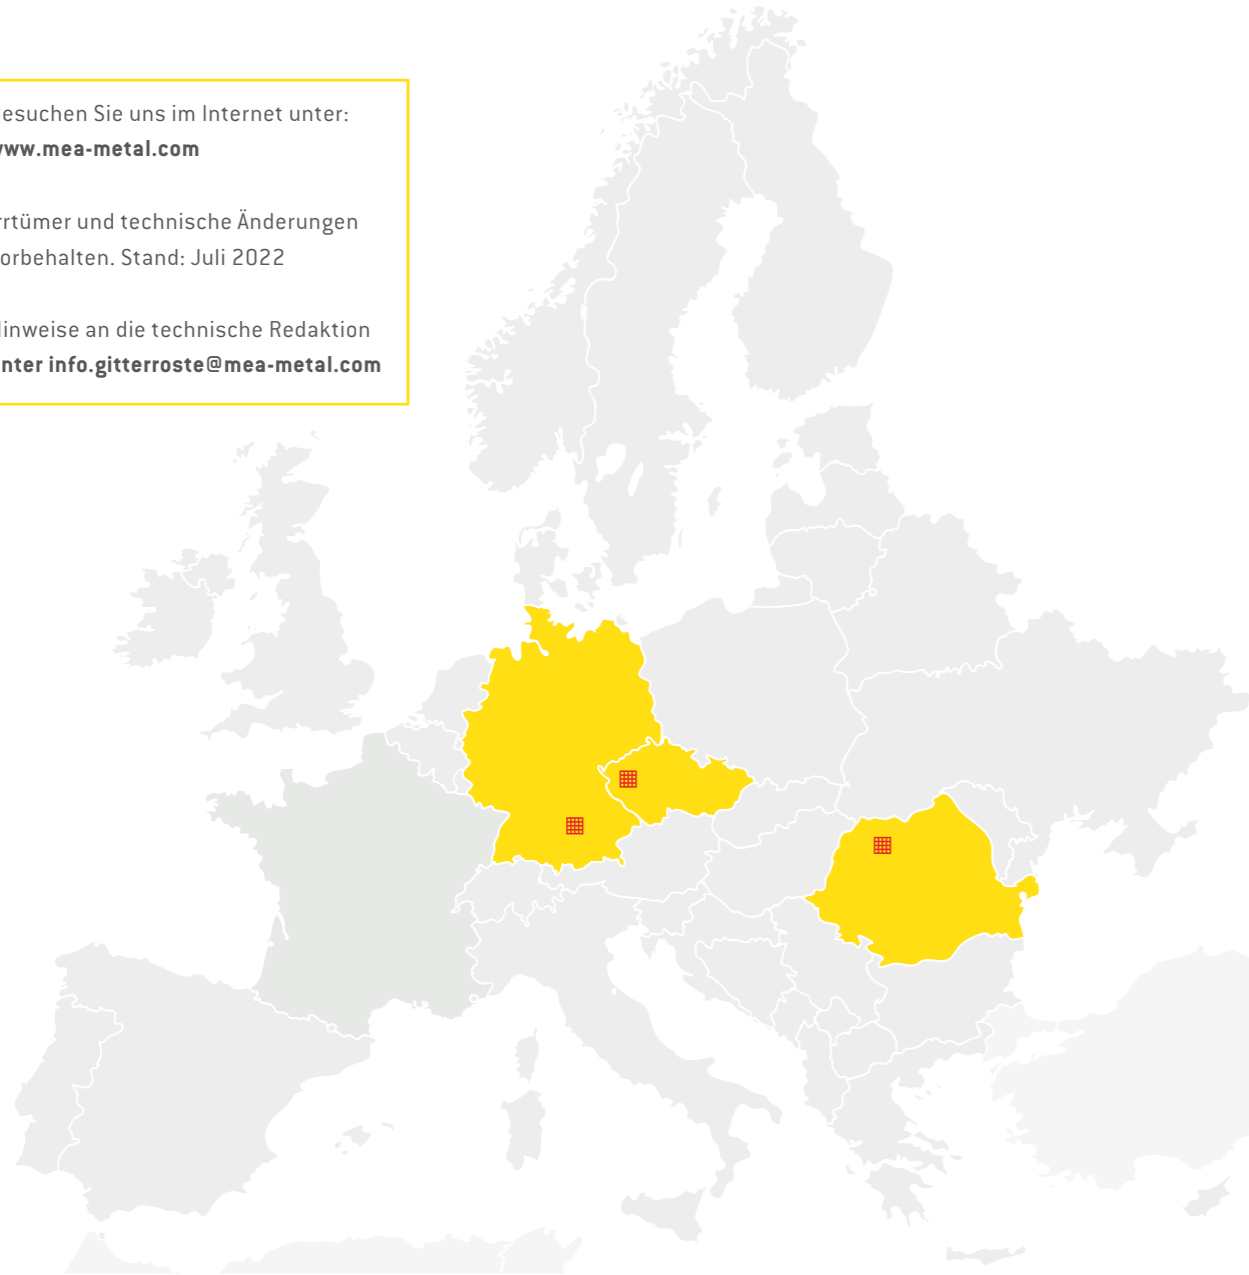 esuchen Sie uns im Internet unter:
www.mea-metal.com
rrtümer und technische Änderungen
orbehalten. Stand: Juli 2022
inweise an die technische Redaktion
nter info.gitterroste@mea-metal.com